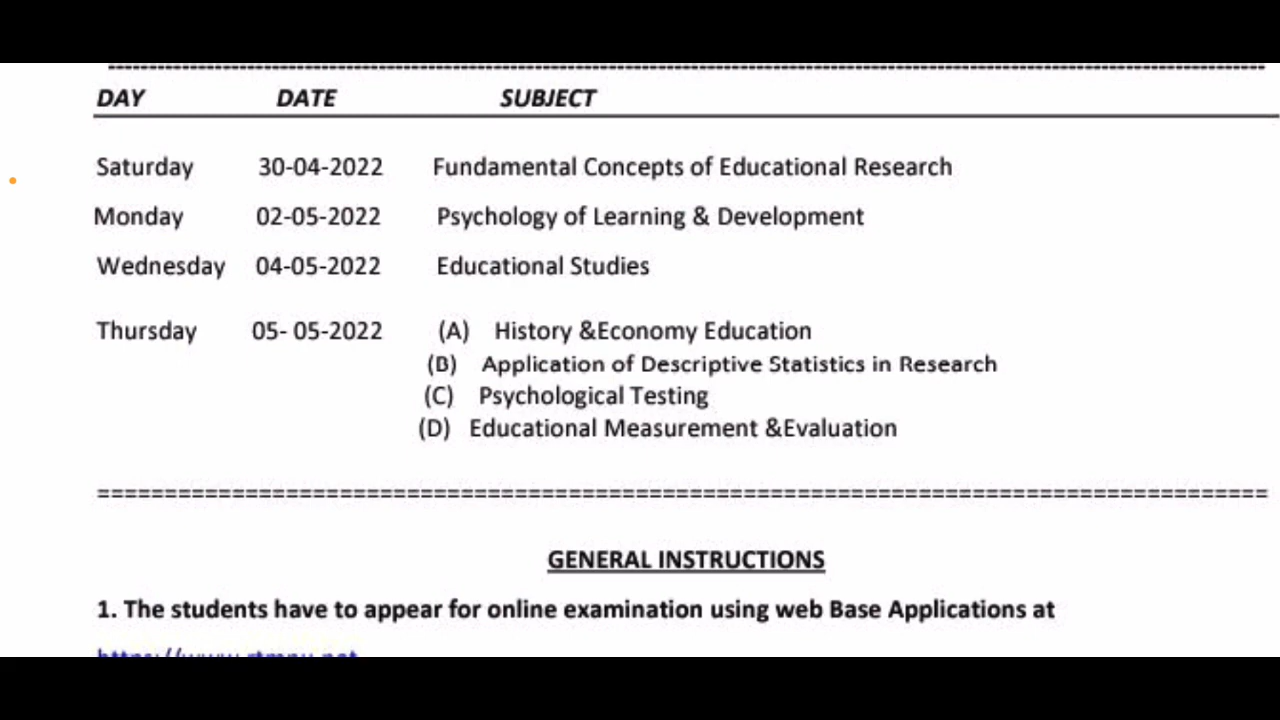 DAY DATE SUBJECT
Saturday 30-04-2022 Fundamental Concepts of Educational Research
Monday 02-05-2022 Psychology of Learning & Development
Wednesday 04-05-2022 Educational Studies
Thursday 05- 05-2022 (A) History &Economy Education
(B) Application of Descriptive Statistics in Research
(C) Psychological Testing
(D) Educational Measurement &Evaluation
================================================================================
GENERAL INSTRUCTIONS
1. The students have to appear for online examination using web Base Applications at